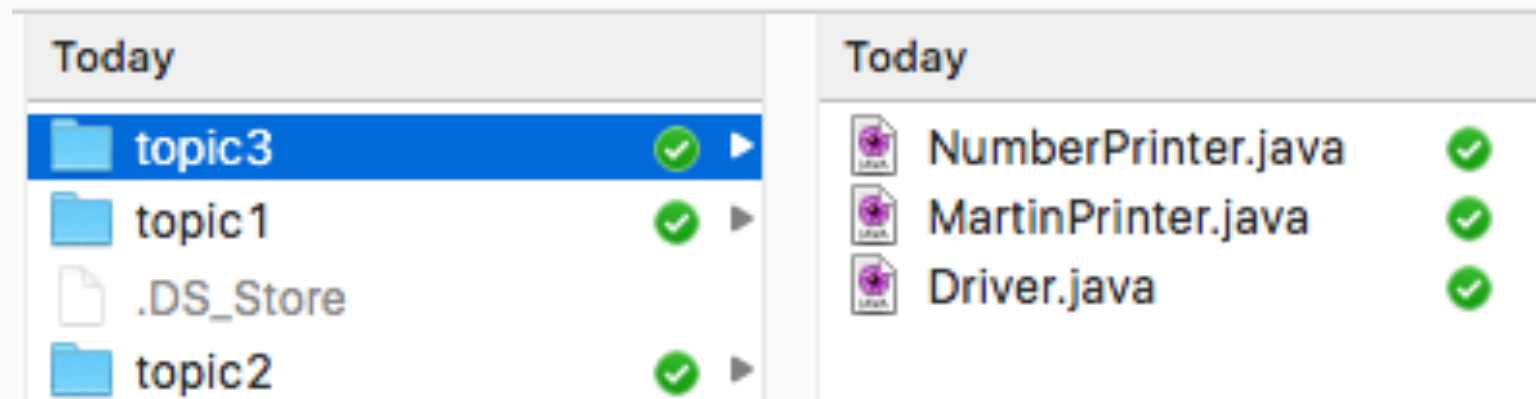 Today
topic3
topic1
.DS_Store
topic2
Today
NumberPrinter.java
MartinPrinter.java
Driver.java